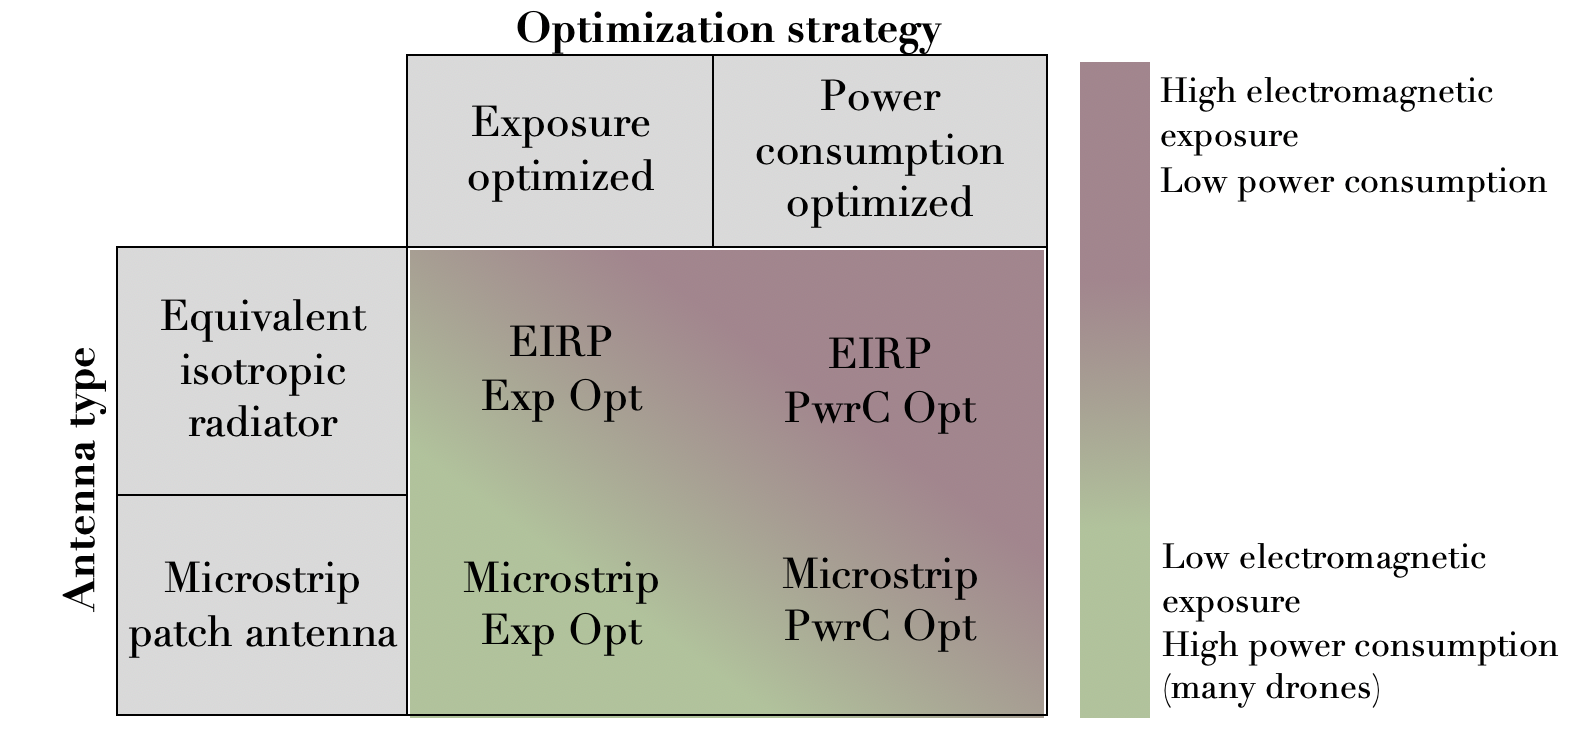 Optimization strategy
Exposure
optimized
Power
consumption
optimized
High electromagnetic
exposure
Low power consumption
Antenna type
Equivalent
isotropic
radiator
EIRP
Exp Opt
EIRP
PwrC Opt
Microstrip
patch antenna
Microstrip
Exp Opt
Microstrip
PwrC Opt
Low electromagnetic
exposure
High power consumption
(many drones)